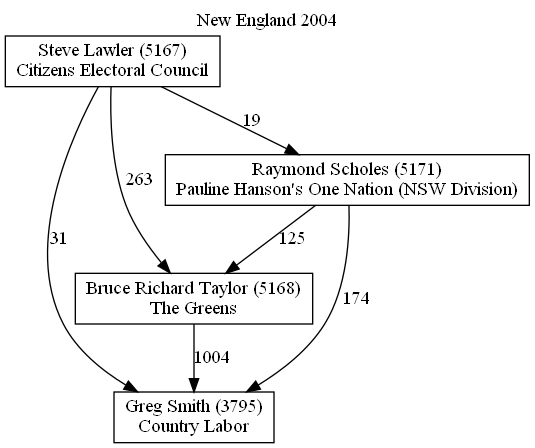 New England 2004
Steve Lawler (5167)
Citizens Electoral Council
19
Raymond Scholes (5171)
Pauline Hanson's One Nation (NSW Division)
263
31
125
Bruce Richard Taylor (5168)
The Greens
174
1004
Greg Smith (3795)
Country Labor